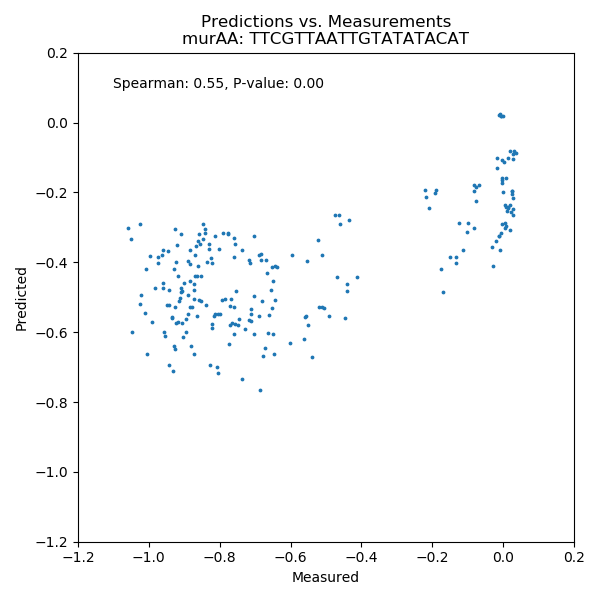 Predictions vs. Measurements
murAA: TTCGTTAATTGTATATACAT
Spearman: 0.55, P-value: 0.00
Predicted
0.2
0.0
−0.2
−0.4
−0.6
−0.8
−1.0
−1.2
−1.2 −1.0 −0.8 −0.6 −0.4 −0.2 0.0 0.2
Measured